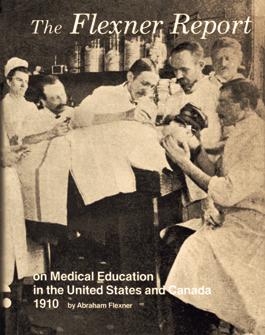 The Flexner Report
on Medical Education
in the United States and Canada
1910 by Abraham Flexner